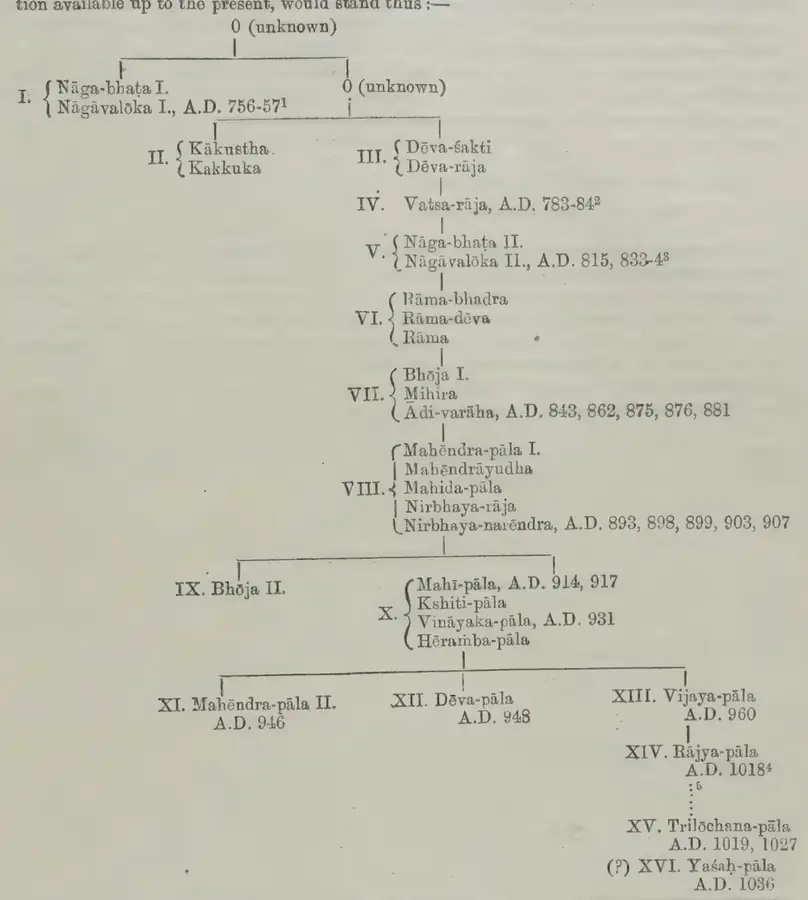 tion available up to the present, would stand thus :—
0 (unknown)
I. { Nāga-bhaṭa I.   0 (unknown)
Nāgāvalōka I., A.D. 756-57¹
II. { Kākustha.   III. { Dēva-śakti
Kakkuka   Dēva-rāja
IV. Vatsa-rāja, A.D. 783-84²
V. { Nāga-bhaṭa II.
Nāgāvalōka II., A.D. 815, 833-4³
Rāma-bhadra
VI. { Rāma-dēva
Rāma
Bhōja I.
VII. { Mihira
Ādi-varāha, A.D. 843, 862, 875, 876, 881
Mahēndra-pāla I.
Mahēndrāyudha
VIII. { Mahida-pāla
Nirbhaya-rāja
Nirbhaya-narēndra, A.D. 893, 898, 899, 903, 907
IX. Bhōja II.   Mahī-pāla, A.D. 914, 917
X. { Kshiti-pāla
Vināyaka-pāla, A.D. 931
Hēraṁba-pāla
XI. Mahēndra-pāla II.   XII. Dēva-pāla   XIII. Vijaya-pāla
A.D. 946   A.D. 948   A.D. 960
XIV. Rājya-pāla
A.D. 1018⁴
⁵
XV. Trilōchana-pāla
A.D. 1019, 1027
(?) XVI. Yaśaḥ-pāla
A.D. 1036